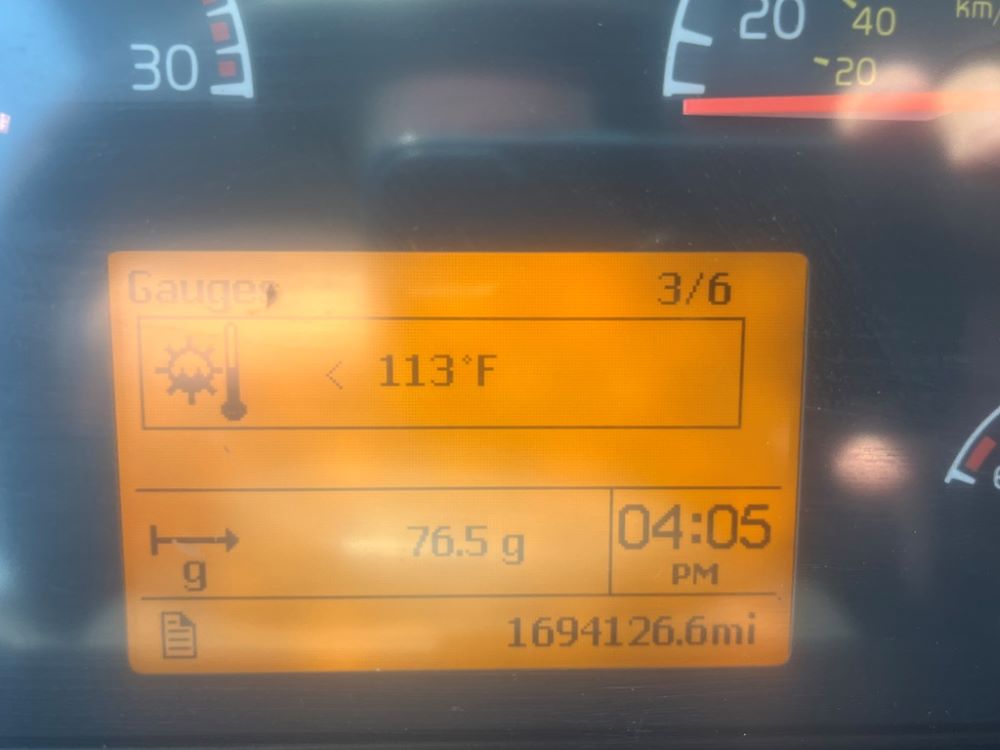 30
20
40
km/
20
Gauges 3/6
< 113°F
g
76.5 g
04:05
PM
1694126.6mi